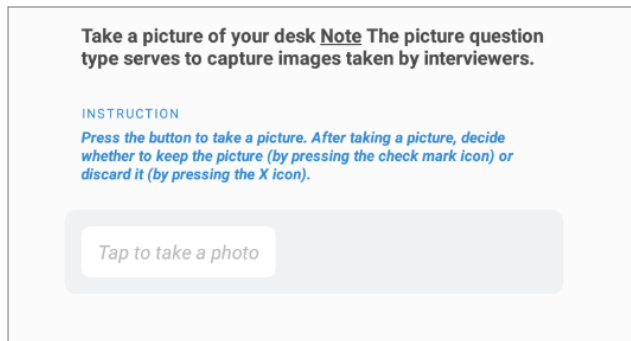 Take a picture of your desk Note The picture question
type serves to capture images taken by interviewers.
INSTRUCTION
Press the button to take a picture. After taking a picture, decide
whether to keep the picture (by pressing the check mark icon) or
discard it (by pressing the X icon).
Tap to take a photo